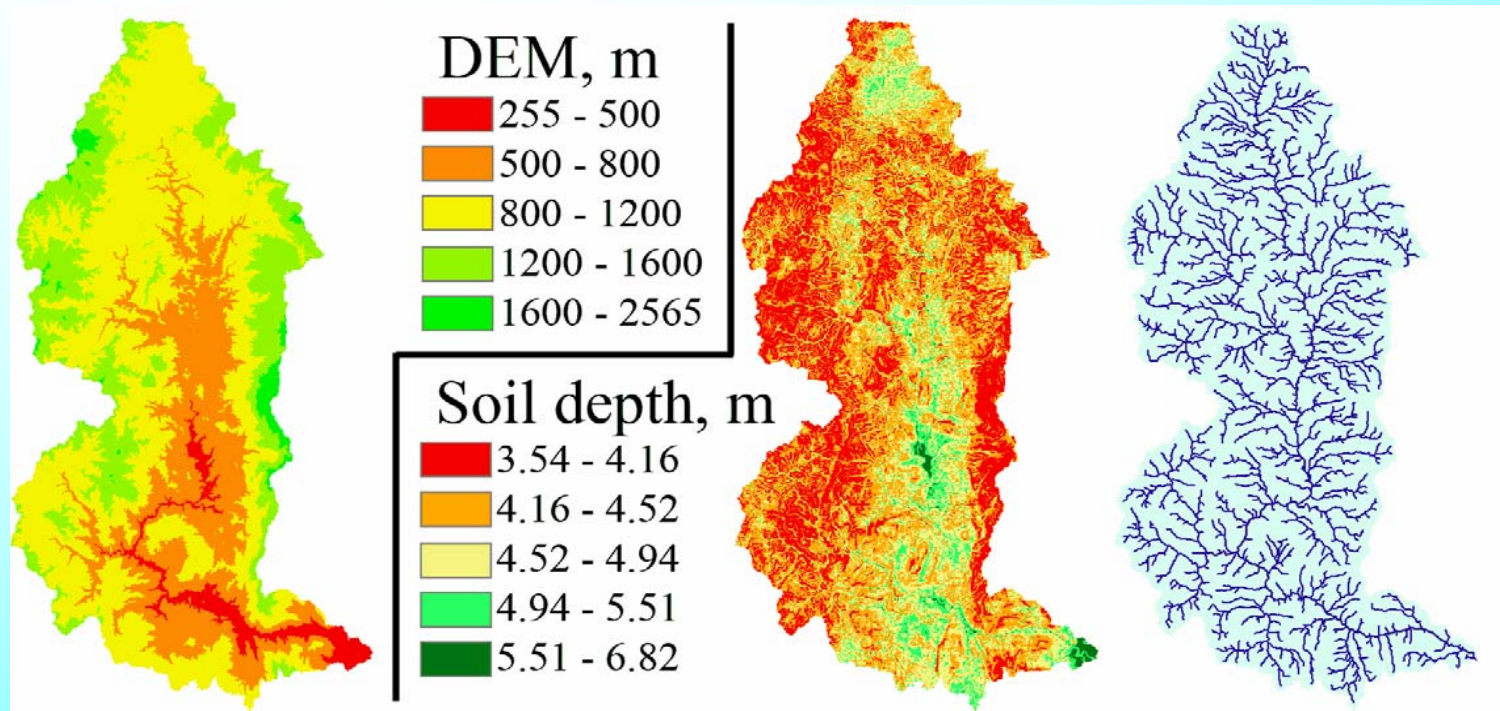 DEM, m
255 - 500
500 - 800
800 - 1200
1200 - 1600
1600 - 2565
Soil depth, m
3.54 - 4.16
4.16 - 4.52
4.52 - 4.94
4.94 - 5.51
5.51 - 6.82